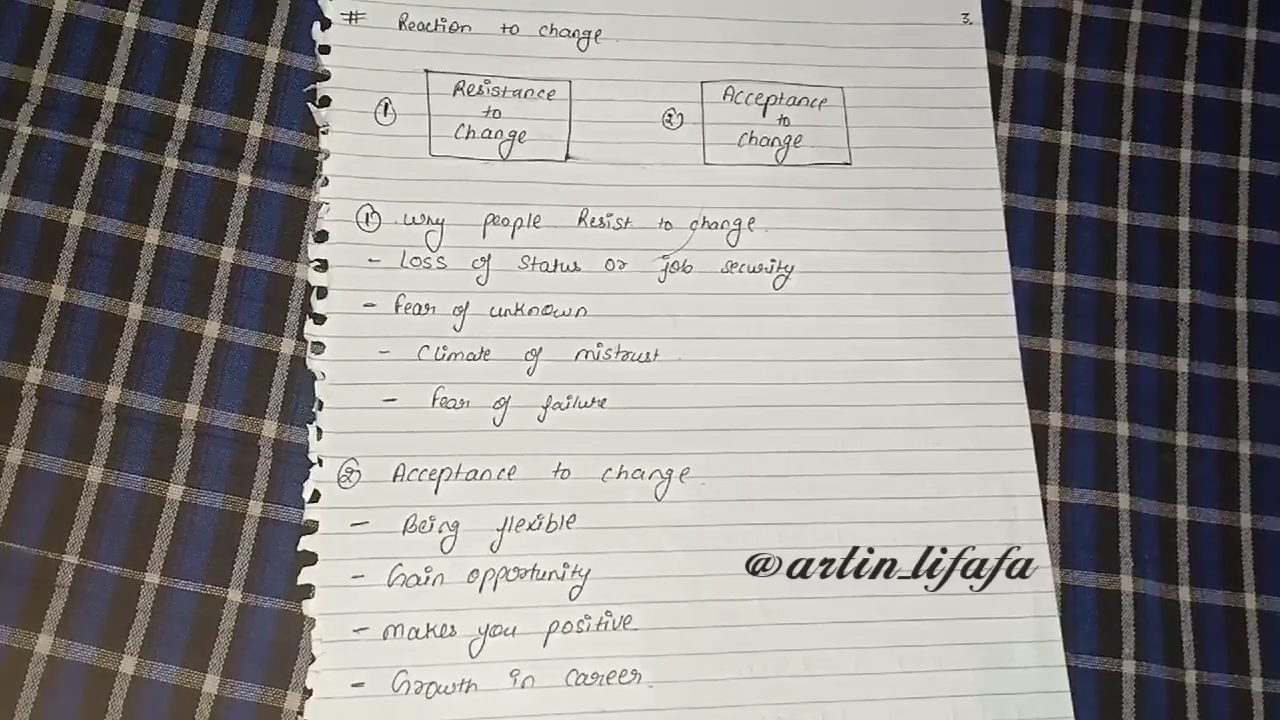 # Reaction to change
3.
① Resistance to Change
② Acceptance to change
① Why people Resist to change.
- Loss of Status or job security
- fear of unknown
- Climate of mistrust
- fear of failure
② Acceptance to change.
- Being flexible
- Gain opportunity
- makes you positive
- Growth in career.
@artin_lifafa